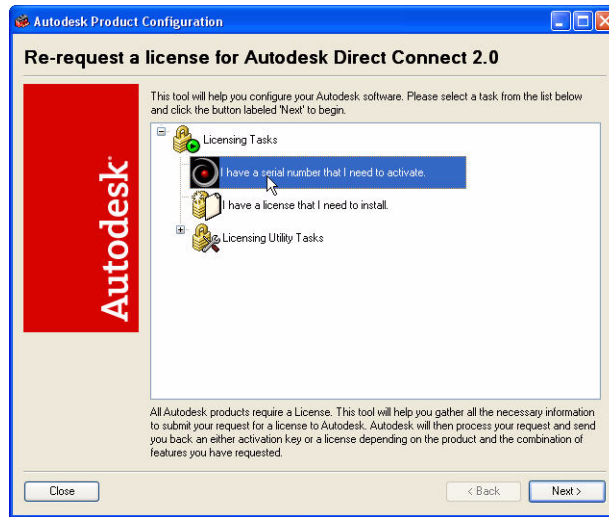 Autodesk Product Configuration
Re-request a license for Autodesk Direct Connect 2.0
Autodesk
This tool will help you configure your Autodesk software. Please select a task from the list below
and click the button labeled 'Next' to begin.
Licensing Tasks
I have a serial number that I need to activate.
I have a license that I need to install.
Licensing Utility Tasks
All Autodesk products require a License. This tool will help you gather all the necessary information
to submit your request for a license to Autodesk. Autodesk will then process your request and send
you back an either activation key or a license depending on the product and the combination of
features you have requested.
Close
< Back
Next >